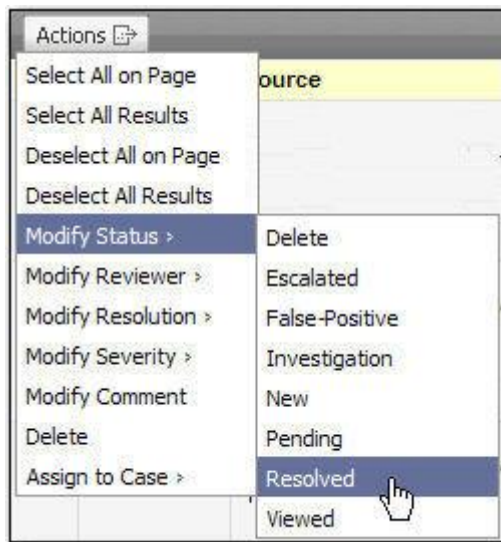 Actions
ource
Select All on Page
Select All Results
Deselect All on Page
Deselect All Results
Modify Status >
Modify Reviewer >
Modify Resolution >
Modify Severity >
Modify Comment
Delete
Assign to Case >
Delete
Escalated
False-Positive
Investigation
New
Pending
Resolved
Viewed